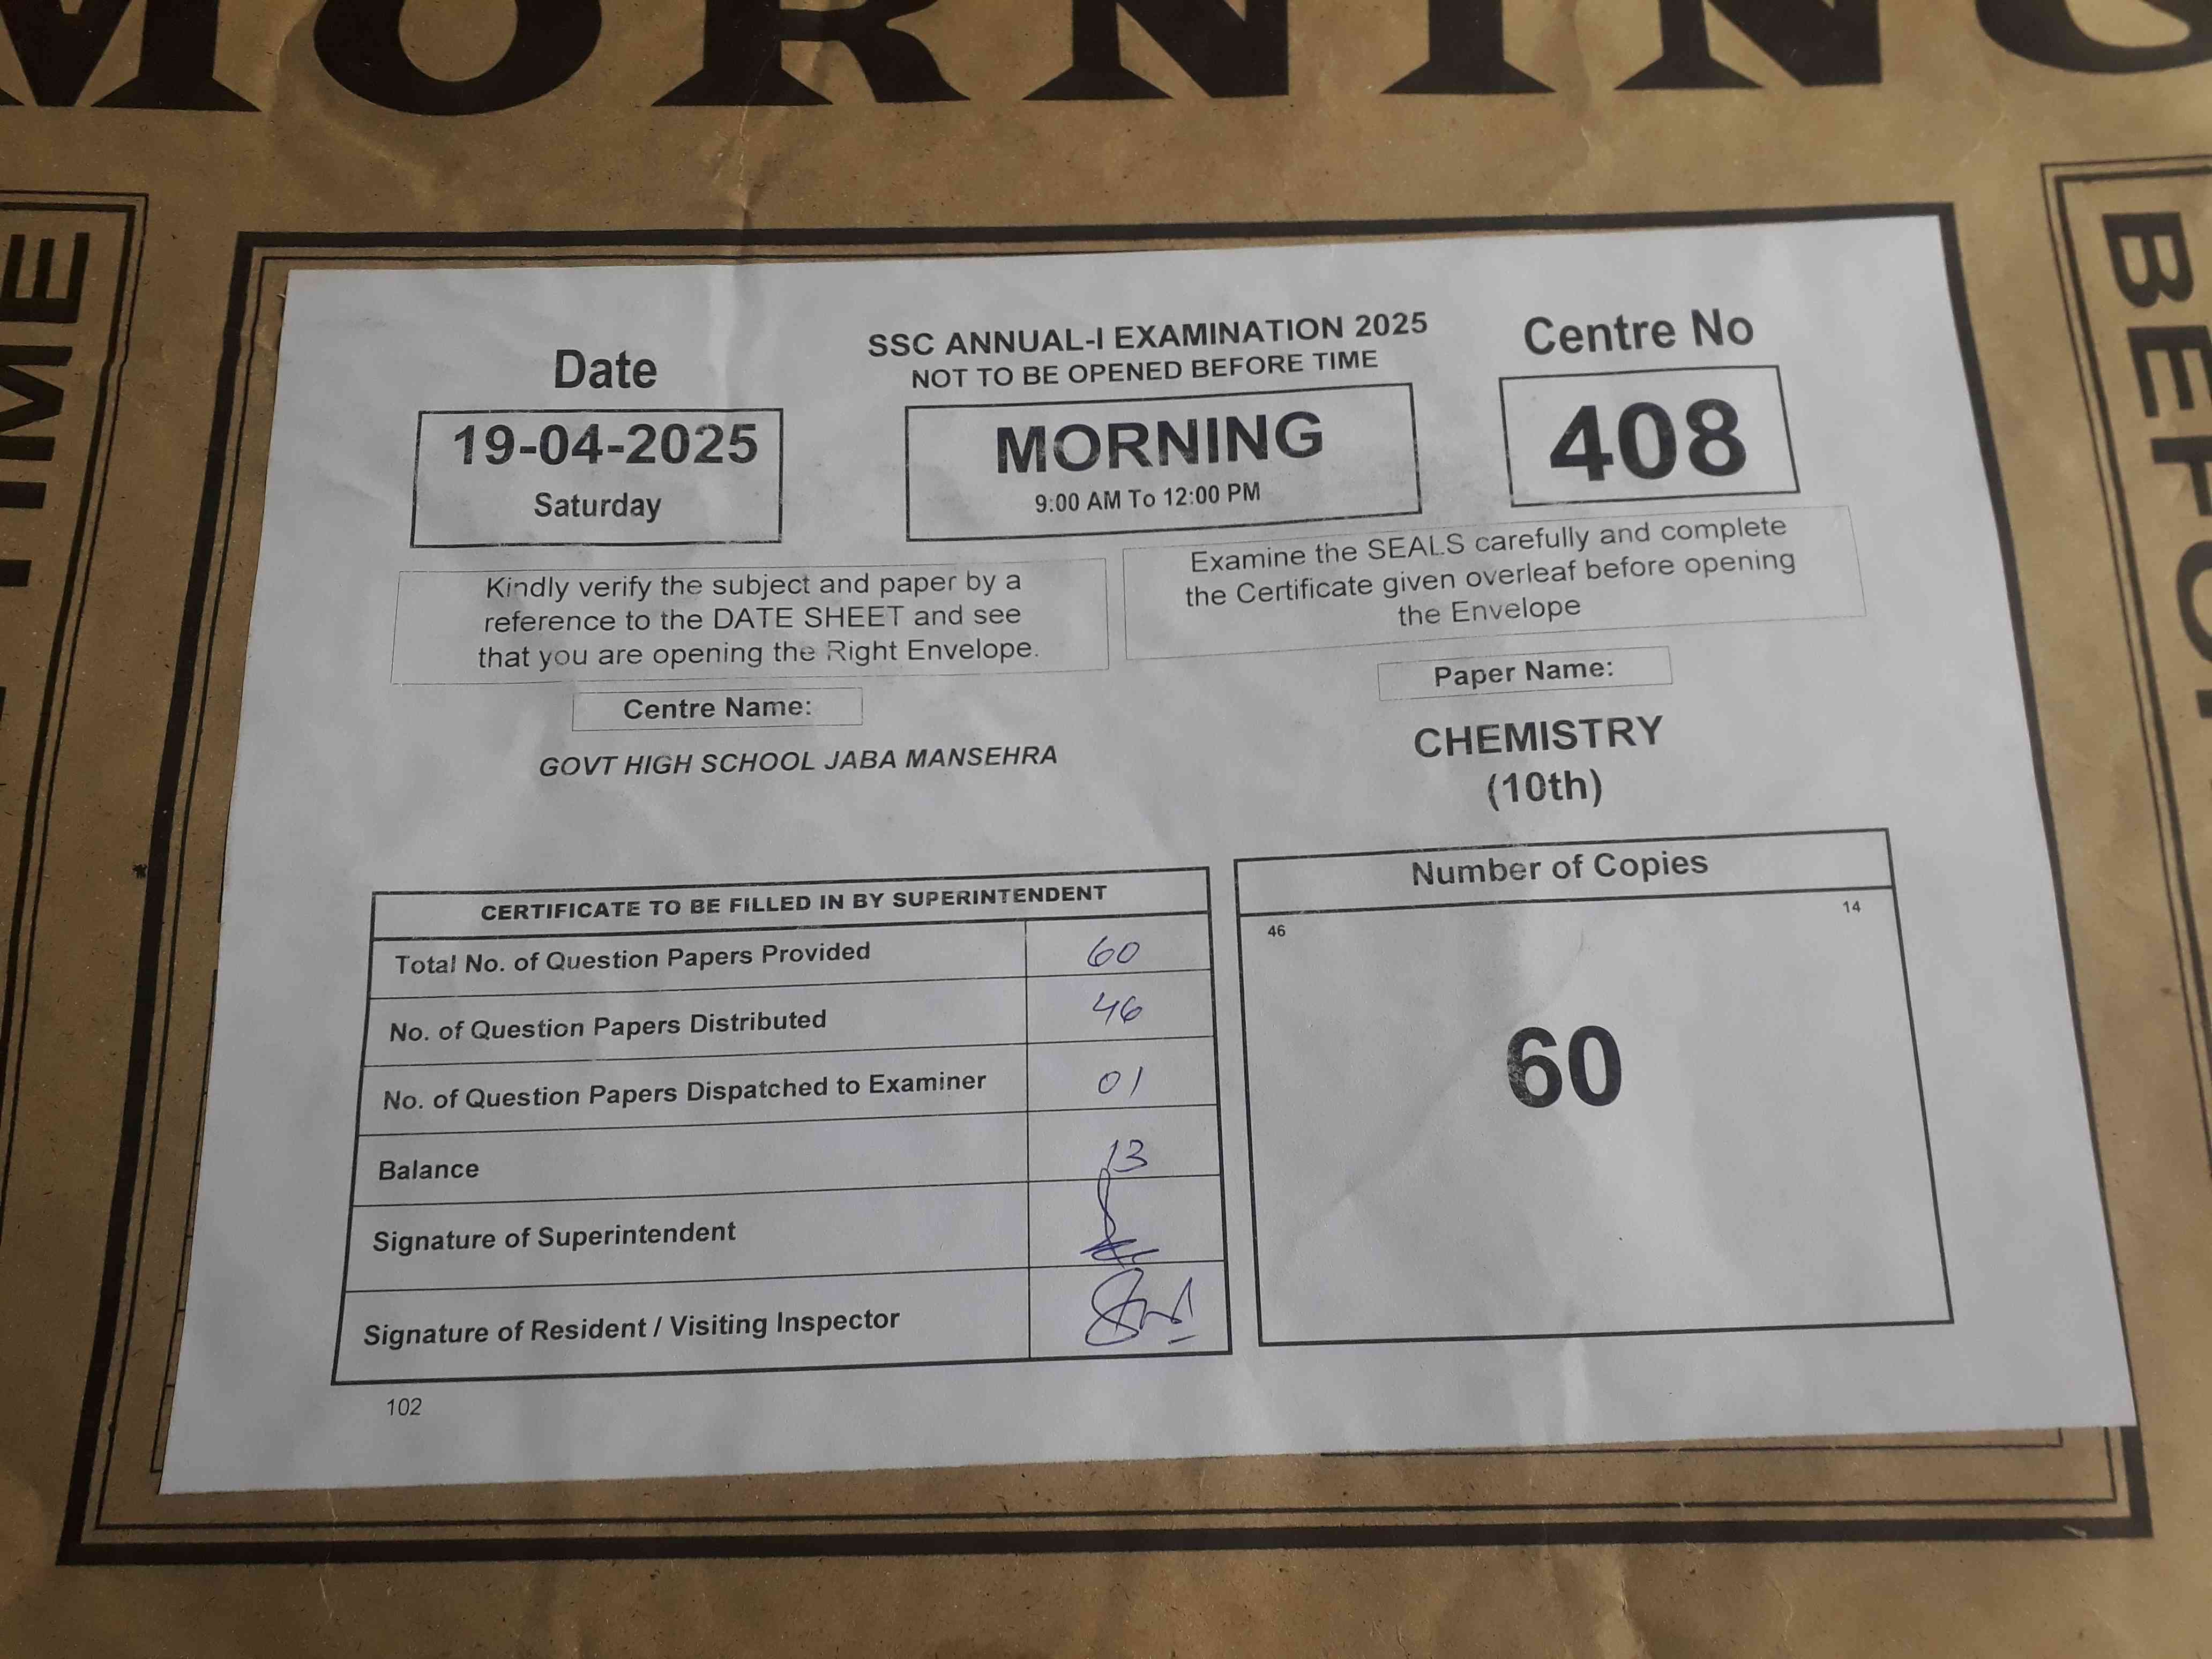 MORNING
TIME
BEFO
Date
SSC ANNUAL-I EXAMINATION 2025
NOT TO BE OPENED BEFORE TIME
Centre No
19-04-2025
Saturday
MORNING
9:00 AM To 12:00 PM
408
Kindly verify the subject and paper by a
reference to the DATE SHEET and see
that you are opening the Right Envelope.
Examine the SEALS carefully and complete
the Certificate given overleaf before opening
the Envelope
Centre Name:
GOVT HIGH SCHOOL JABA MANSEHRA
Paper Name:
CHEMISTRY
(10th)
CERTIFICATE TO BE FILLED IN BY SUPERINTENDENT
Total No. of Question Papers Provided 60
No. of Question Papers Distributed 46
No. of Question Papers Dispatched to Examiner 01
Balance 13
Signature of Superintendent
Signature of Resident / Visiting Inspector
102
Number of Copies
46 14
60